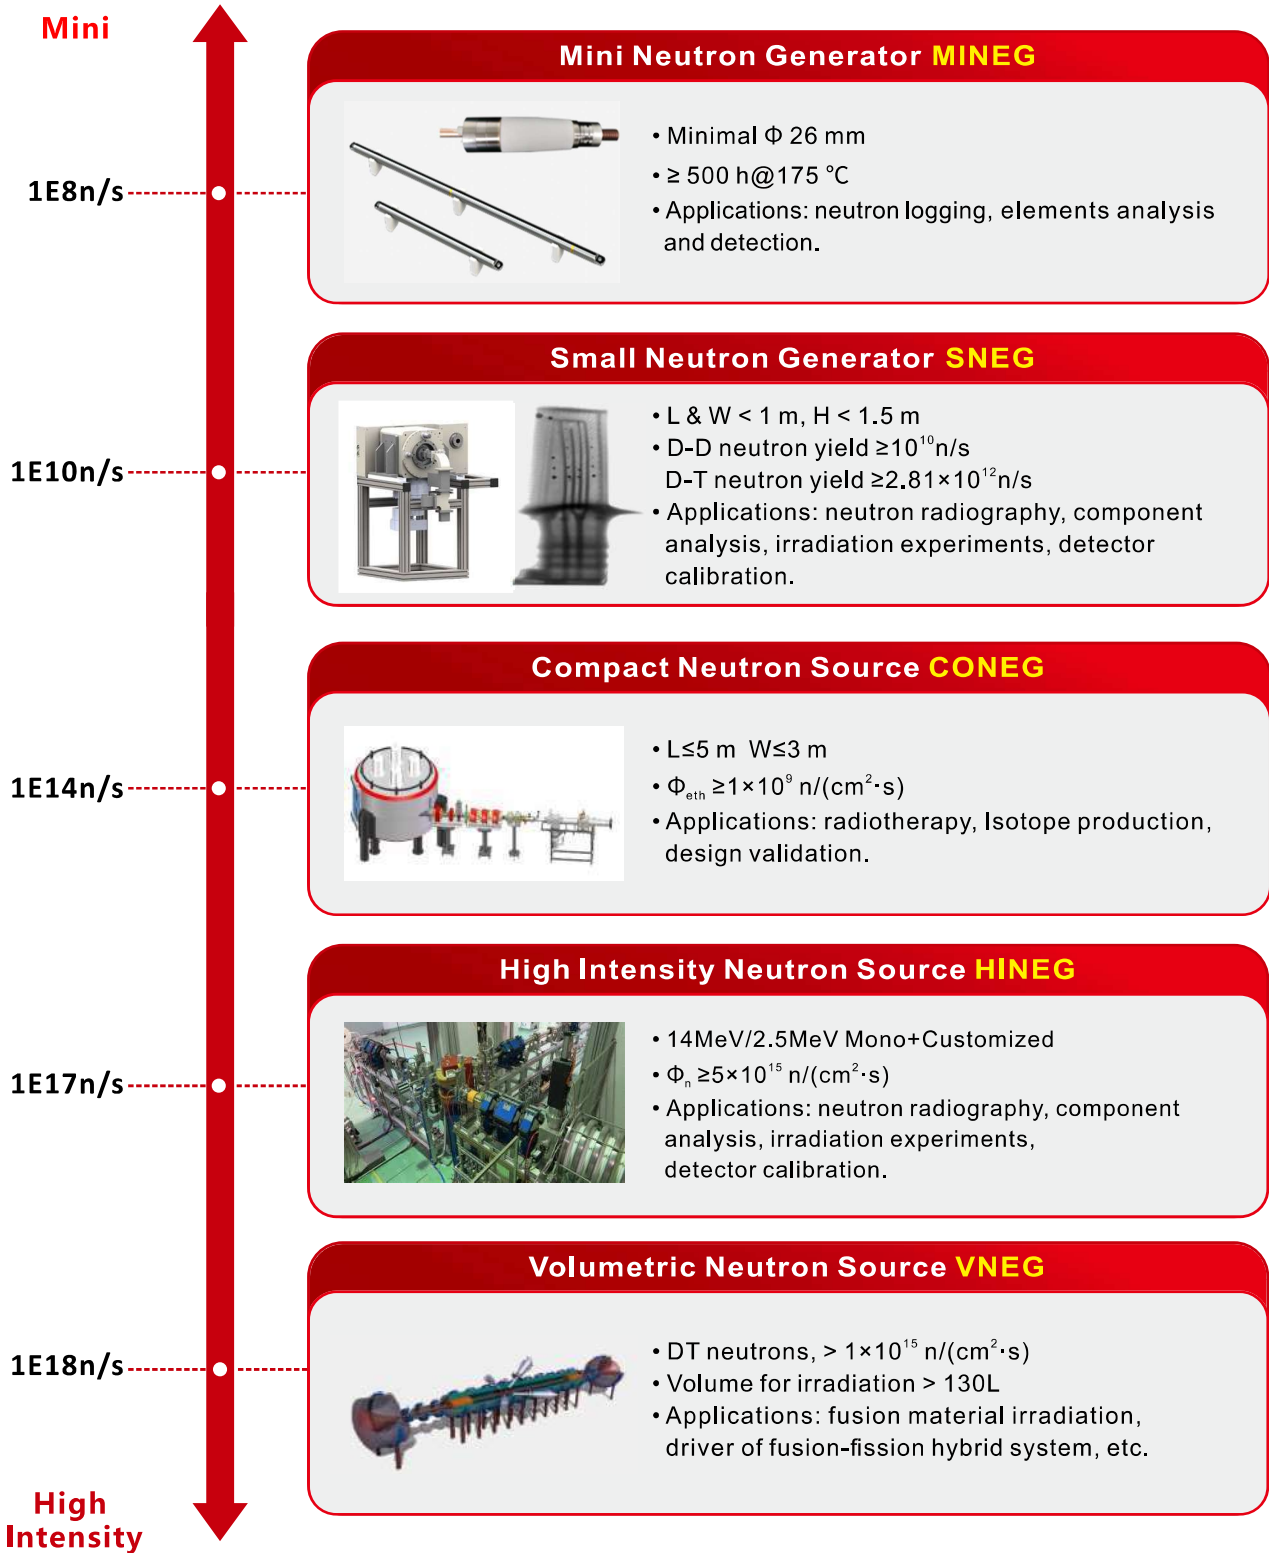 Mini
Mini Neutron Generator MINEG
• Minimal Φ 26 mm
• ≥ 500 h@175 ℃
• Applications: neutron logging, elements analysis
and detection.
1E8n/s
Small Neutron Generator SNEG
• L & W < 1 m, H < 1.5 m
• D-D neutron yield ≥10¹⁰n/s
D-T neutron yield ≥2.81×10¹²n/s
• Applications: neutron radiography, component
analysis, irradiation experiments, detector
calibration.
1E10n/s
Compact Neutron Source CONEG
• L≤5 m W≤3 m
• Φeth ≥1×10⁹ n/(cm²·s)
• Applications: radiotherapy, Isotope production,
design validation.
1E14n/s
High Intensity Neutron Source HINEG
• 14MeV/2.5MeV Mono+Customized
• Φn ≥5×10¹⁵ n/(cm²·s)
• Applications: neutron radiography, component
analysis, irradiation experiments,
detector calibration.
1E17n/s
Volumetric Neutron Source VNEG
• DT neutrons, > 1×10¹⁵ n/(cm²·s)
• Volume for irradiation > 130L
• Applications: fusion material irradiation,
driver of fusion-fission hybrid system, etc.
1E18n/s
High
Intensity